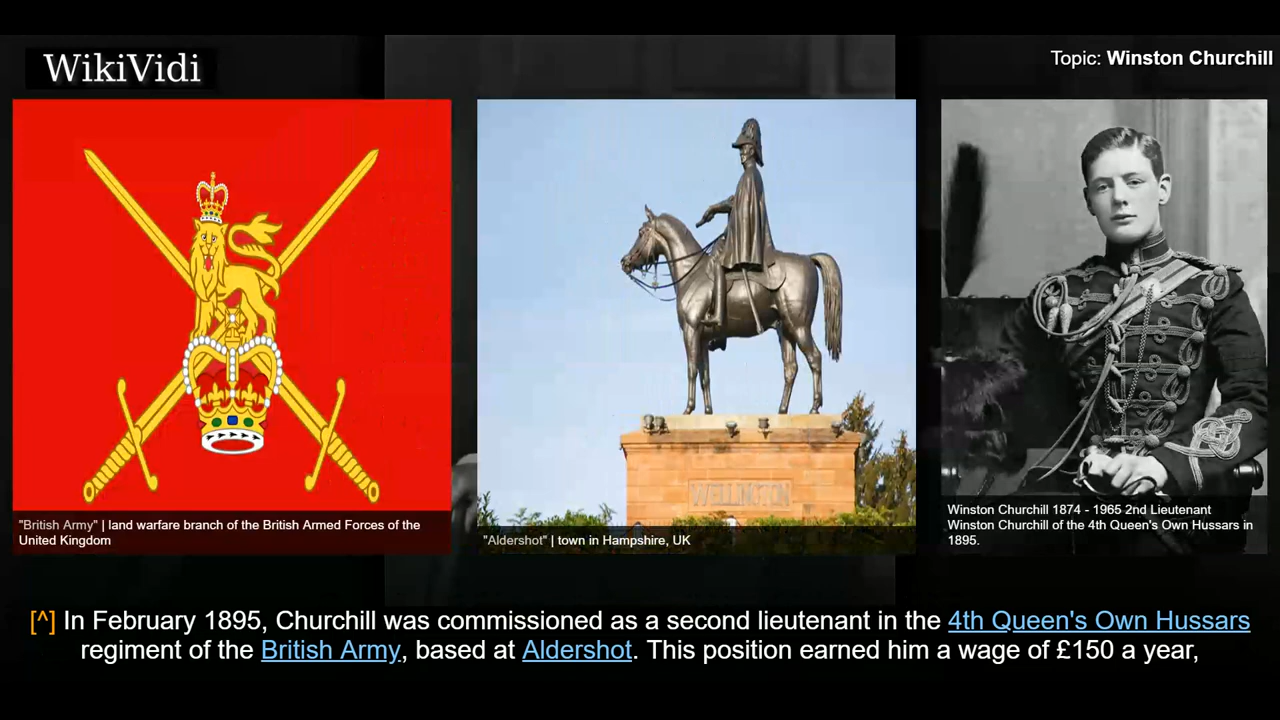 WikiVidi
Topic: Winston Churchill
WELLINGTON
"British Army" | land warfare branch of the British Armed Forces of the
United Kingdom
"Aldershot" | town in Hampshire, UK
Winston Churchill 1874 - 1965 2nd Lieutenant
Winston Churchill of the 4th Queen's Own Hussars in
1895.
[^] In February 1895, Churchill was commissioned as a second lieutenant in the 4th Queen's Own Hussars
regiment of the British Army, based at Aldershot. This position earned him a wage of £150 a year,